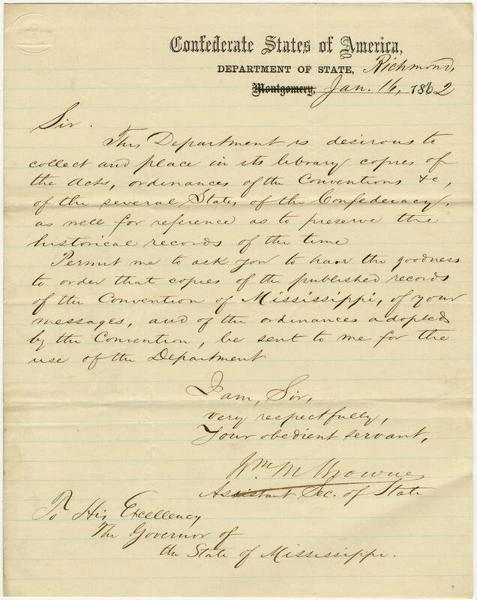 Confederate States of America,
DEPARTMENT OF STATE, Richmond,
Montgomery, Jan. 16, 1862
Sir.
This Department is desirous to
collect and place in its library copies of
the Acts, ordinances of the Conventions &c,
of the several States, of the Confederacy,
as well for reference as to preserve the
historical records of the time
Permit me to ask you to have the goodness
to order that copies of the published records
of the Convention of Mississippi, of your
messages, and of the ordinances adopted
by the Convention, be sent to me for the
use of the Department
I am, Sir,
very respectfully,
Your obedient servant,
Wm M Browne
Assistant Sec. of State
To His Excellency
The Governor of
the State of Mississippi.